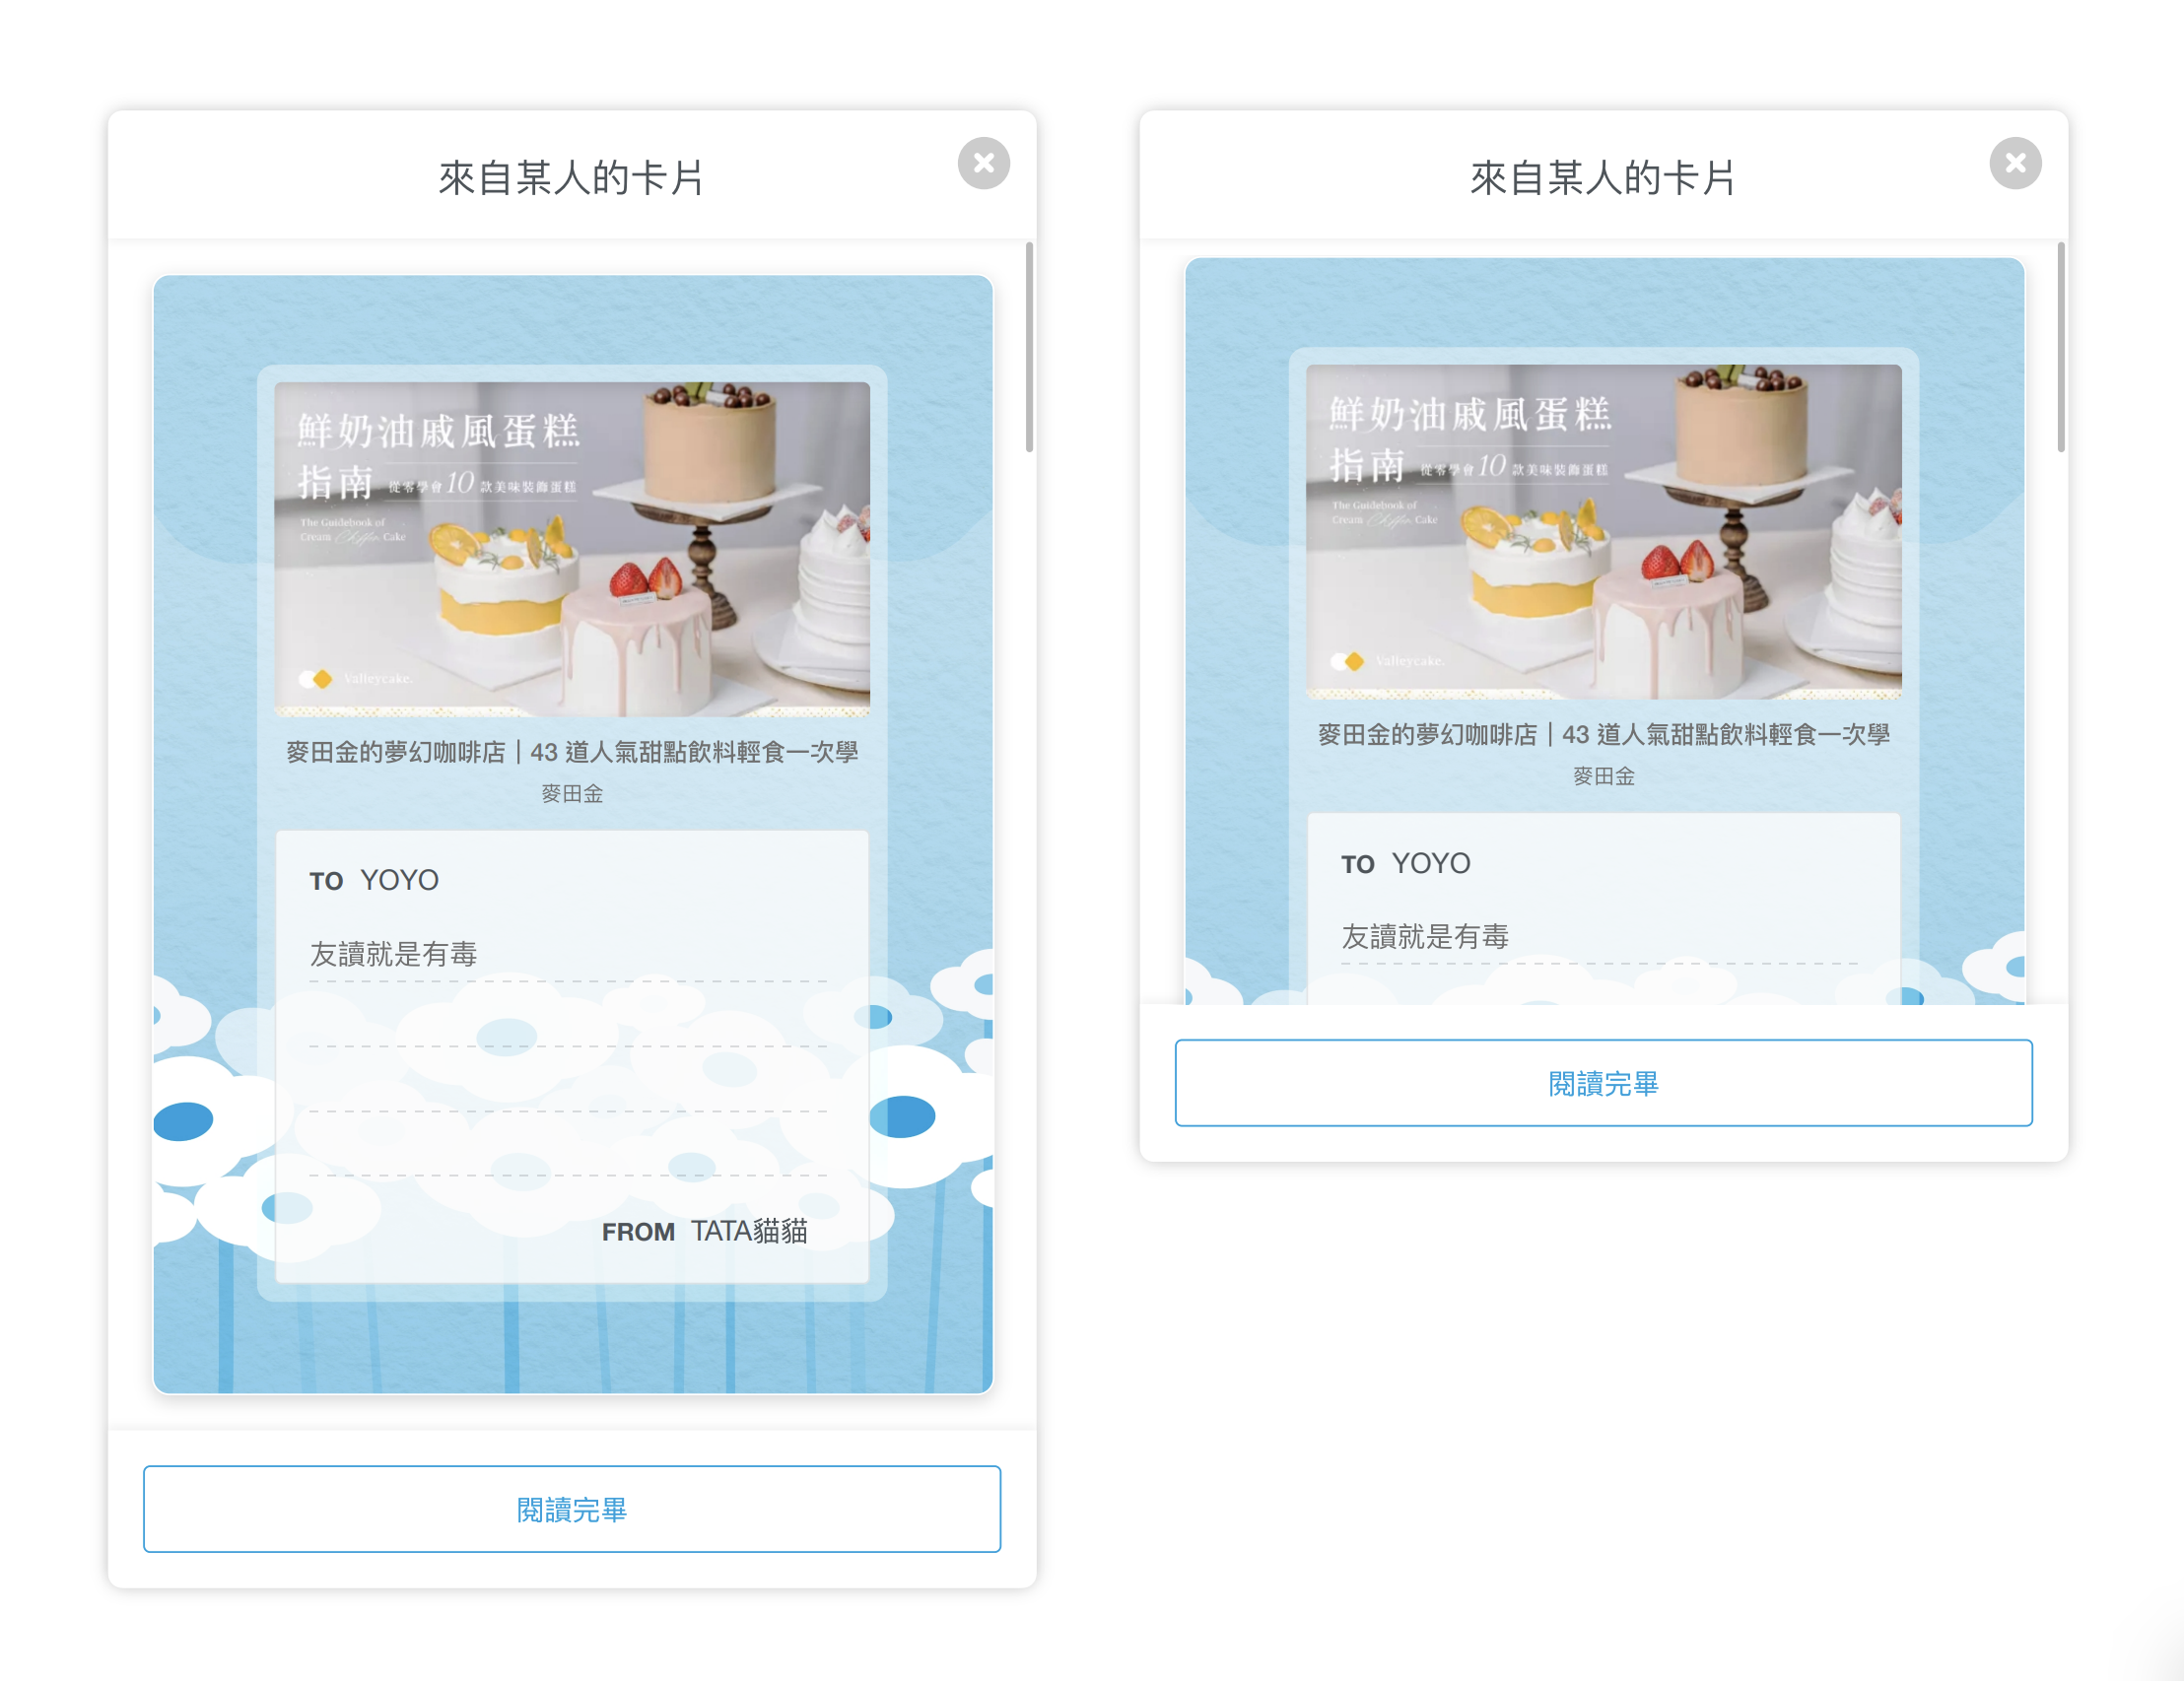 來自某人的卡片
鮮奶油戚風蛋糕
指南 從零學會10款美味裝飾蛋糕
The Guidebook of
Cream Chiffon Cake
Valleycake.
麥田金的夢幻咖啡店｜43 道人氣甜點飲料輕食一次學
麥田金
TO YOYO
友讀就是有毒
FROM TATA貓貓
閱讀完畢
來自某人的卡片
鮮奶油戚風蛋糕
指南 從零學會10款美味裝飾蛋糕
The Guidebook of
Cream Chiffon Cake
Valleycake.
麥田金的夢幻咖啡店｜43 道人氣甜點飲料輕食一次學
麥田金
TO YOYO
友讀就是有毒
閱讀完畢